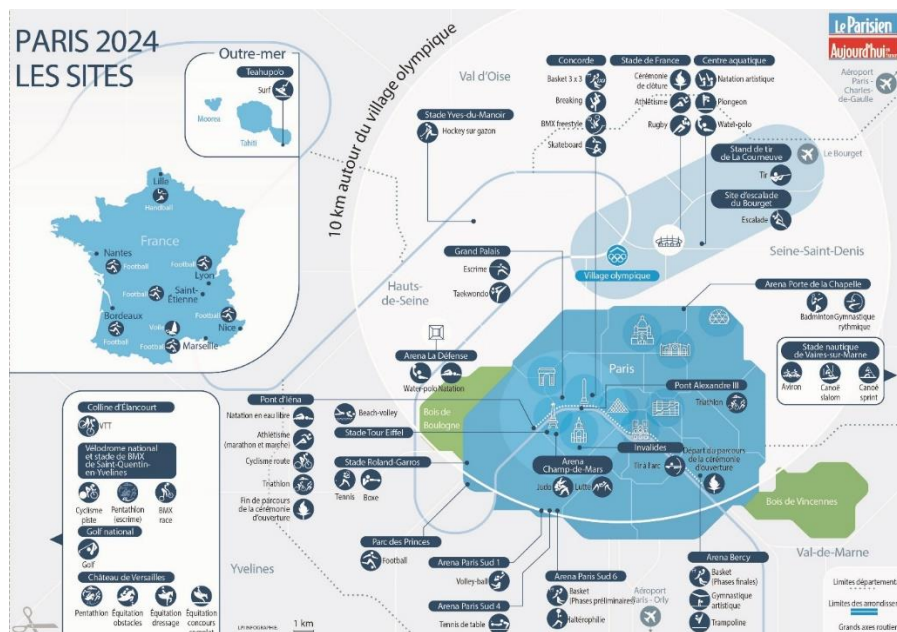 PARIS 2024
LES SITES
Outre-mer
Teahupo'o
Surf
Moorea
Tahiti
Lille
Handball
France
Nantes
Football
Football
Lyon
Football
Saint-
Étienne
Bordeaux
Football
Football
Nice
Voile
Football
Marseille
10 km autour du village olympique
Val d'Oise
Le Parisien
Aujourd'hui
Aéroport
Paris -
Charles-
de-Gaulle
Stade Yves-du-Manoir
Hockey sur gazon
Concorde
Basket 3 x 3
Breaking
BMX freestyle
Skateboard
Stade de France
Cérémonie
de clôture
Athlétisme
Rugby
Centre aquatique
Natation artistique
Plongeon
Water-polo
Stand de tir
de La Courneuve
Tir
Le Bourget
Site d'escalade
du Bourget
Escalade
Seine-Saint-Denis
Village olympique
Grand Palais
Escrime
Taekwondo
Hauts-
de-Seine
Arena Porte de la Chapelle
Badminton
Gymnastique
rythmique
Stade nautique
de Vaires-sur-Marne
Aviron
Canoë
slalom
Canoë
sprint
Arena La Défense
Water-polo
Natation
Paris
Pont Alexandre III
Triathlon
Bois de
Boulogne
Pont d'Iéna
Natation en eau libre
Athlétisme
(marathon et marche)
Cyclisme route
Triathlon
Fin de parcours
de la cérémonie
d'ouverture
Beach-volley
Stade Tour Eiffel
Stade Roland-Garros
Tennis
Boxe
Arena
Champ-de-Mars
Judo
Lutte
Invalides
Tir à l'arc
Départ du parcours
de la cérémonie
d'ouverture
Bois de Vincennes
Colline d'Élancourt
VTT
Vélodrome national
et stade de BMX
de Saint-Quentin-
en-Yvelines
Cyclisme
piste
Pentathlon
(escrime)
BMX
race
Golf national
Golf
Château de Versailles
Pentathlon
Équitation
obstacles
Équitation
dressage
Équitation
concours
complet
Yvelines
Parc des Princes
Football
Arena Paris Sud 1
Volley-ball
Arena Paris Sud 4
Tennis de table
Arena Paris Sud 6
Basket
(Phases préliminaires)
Haltérophilie
Aéroport
Paris - Orly
Arena Bercy
Basket
(Phases finales)
Gymnastique
artistique
Trampoline
Val-de-Marne
Limites départementa
Limites des arrondisser
Grands axes routier
LP/INFOGRAPHIE.
1 km